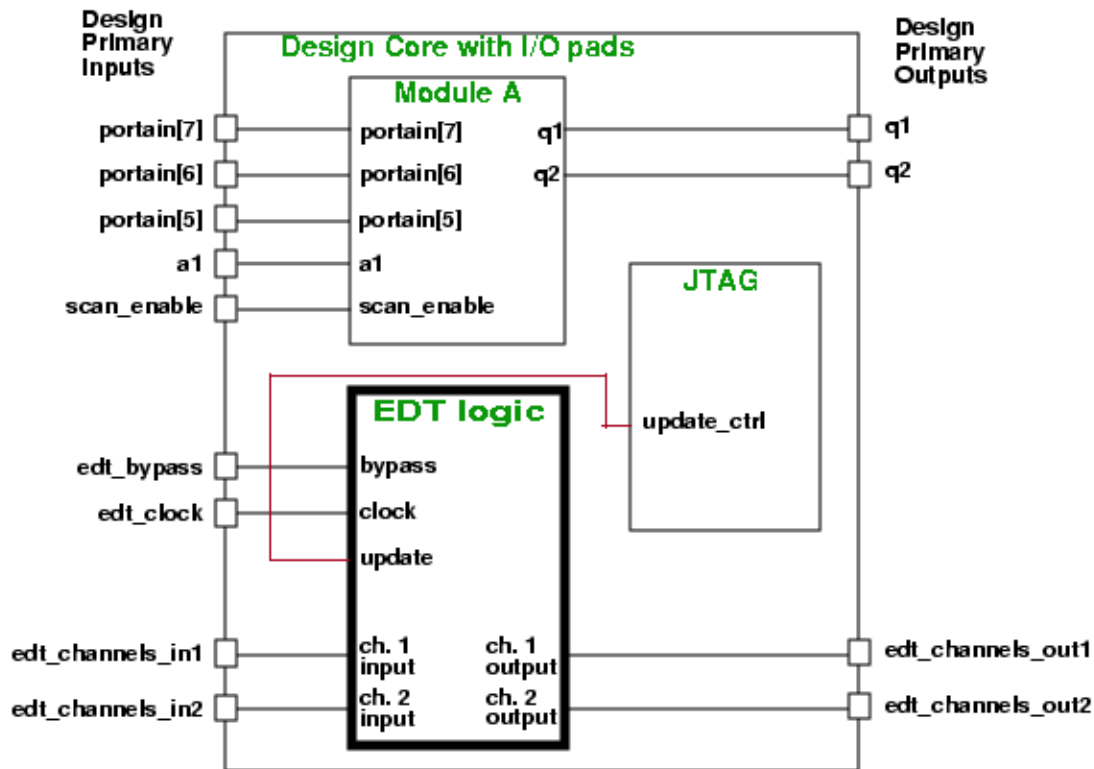 Design
Primary
Inputs
Design
Primary
Outputs
Design Core with I/O pads
Module A
portain[7]
portain[7]
q1
q1
portain[6]
portain[6]
q2
q2
portain[5]
portain[5]
a1
a1
scan_enable
scan_enable
JTAG
update_ctrl
EDT logic
edt_bypass
bypass
edt_clock
clock
update
edt_channels_in1
ch. 1
input
ch. 1
output
edt_channels_out1
edt_channels_in2
ch. 2
input
ch. 2
output
edt_channels_out2